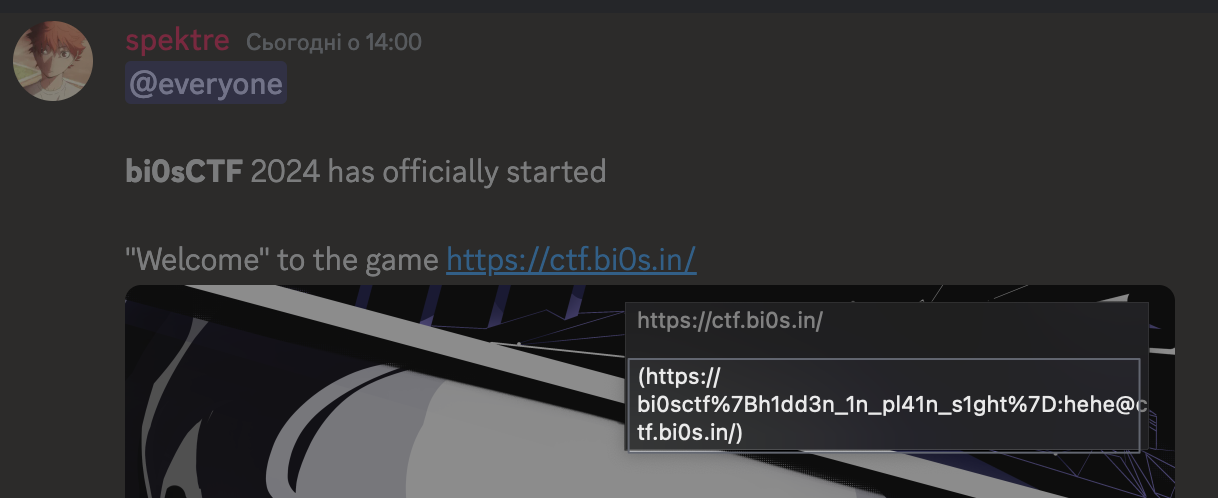 spektre Сьогодні о 14:00
@everyone
bi0sCTF 2024 has officially started
"Welcome" to the game https://ctf.bi0s.in/
https://ctf.bi0s.in/
(https://
bi0sctf%7Bh1dd3n_1n_pl41n_s1ght%7D:hehe@c
tf.bi0s.in/)